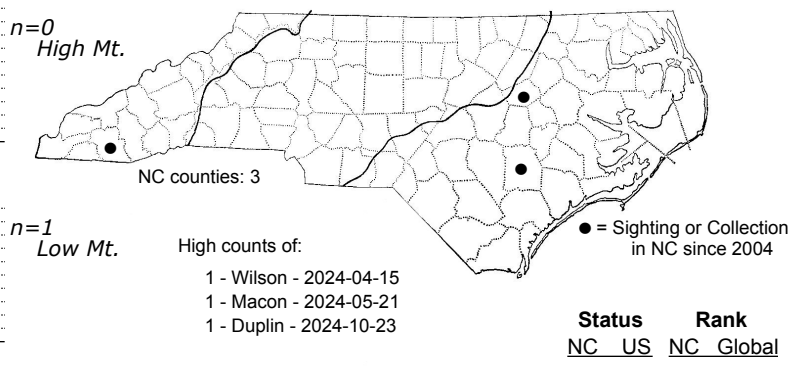 n=0
High Mt.
NC counties: 3
n=1
Low Mt.
High counts of:
1 - Wilson - 2024-04-15
1 - Macon - 2024-05-21
1 - Duplin - 2024-10-23
● = Sighting or Collection
in NC since 2004
Status Rank
NC US NC Global